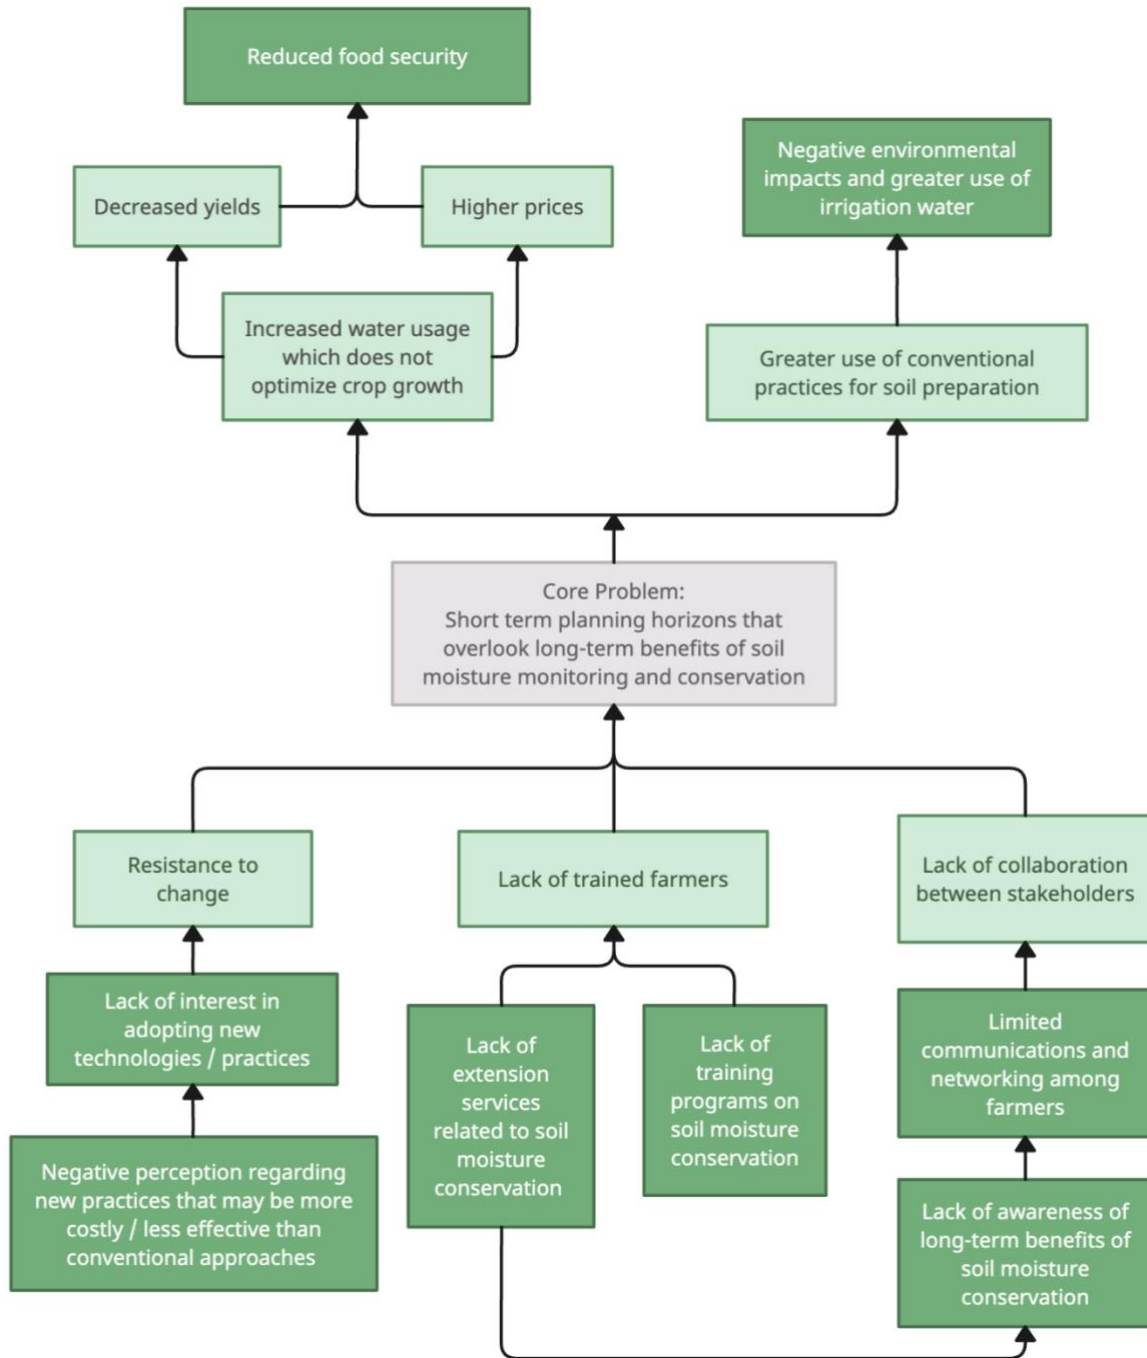 Reduced food security
Negative environmental
impacts and greater use of
irrigation water
Decreased yields
Higher prices
Increased water usage
which does not
optimize crop growth
Greater use of conventional
practices for soil preparation
Core Problem:
Short term planning horizons that
overlook long-term benefits of soil
moisture monitoring and conservation
Resistance to
change
Lack of trained farmers
Lack of collaboration
between stakeholders
Lack of interest in
adopting new
technologies / practices
Lack of
extension
services
related to soil
moisture
conservation
Lack of
training
programs on
soil moisture
conservation
Limited
communications and
networking among
farmers
Negative perception regarding
new practices that may be more
costly / less effective than
conventional approaches
Lack of awareness of
long-term benefits of
soil moisture
conservation